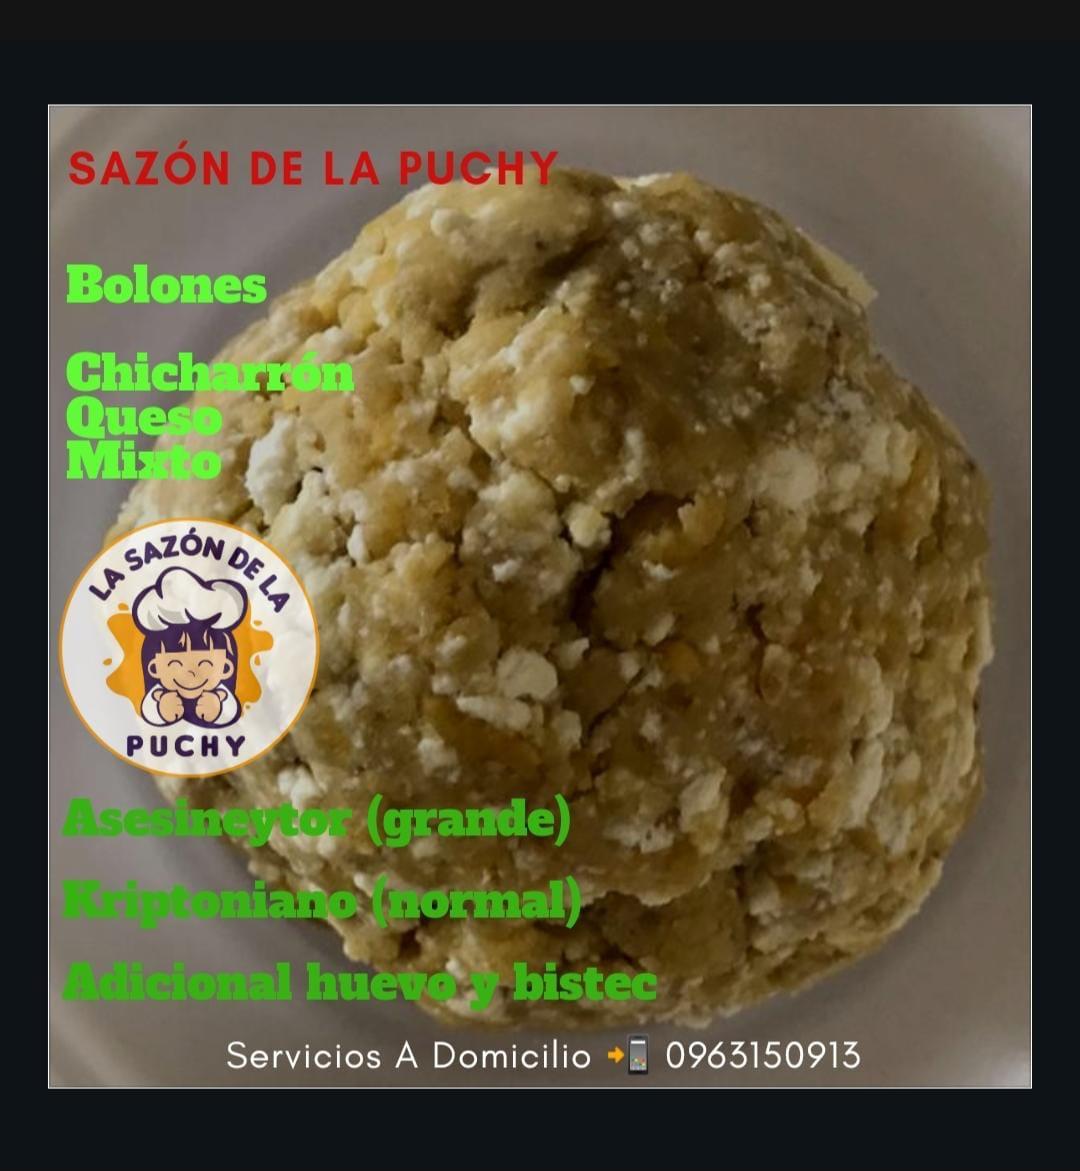 SAZÓN DE LA PUCHY
Bolones
Chicharrón
Queso
Mixto
LA SAZÓN DE LA
PUCHY
Asesineytor (grande)
Kriptoniano (normal)
Adicional huevo y bistec
Servicios A Domicilio 0963150913